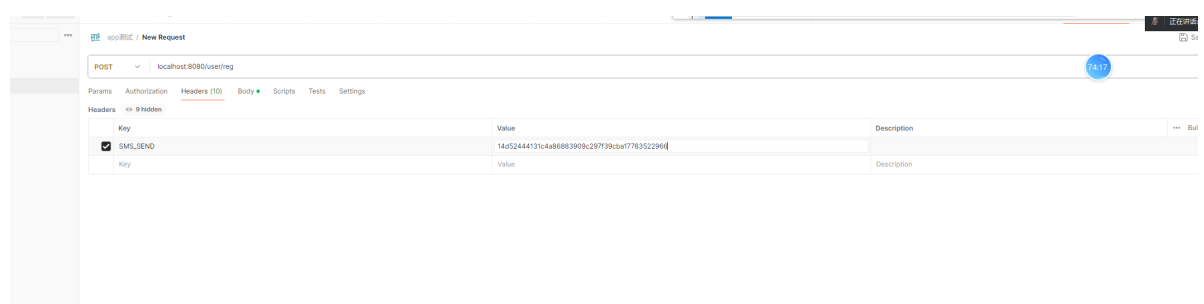 正在讲话
app测试 / New Request
Sa
POST localhost:8080/user/reg
74:17
Params Authorization Headers (10) Body Scripts Tests Settings
Headers 9 hidden
Key Value Description ••• Bul
SMS_SEND 14d52444131c4a86883909c297f39cba17783522966
Key Value Description